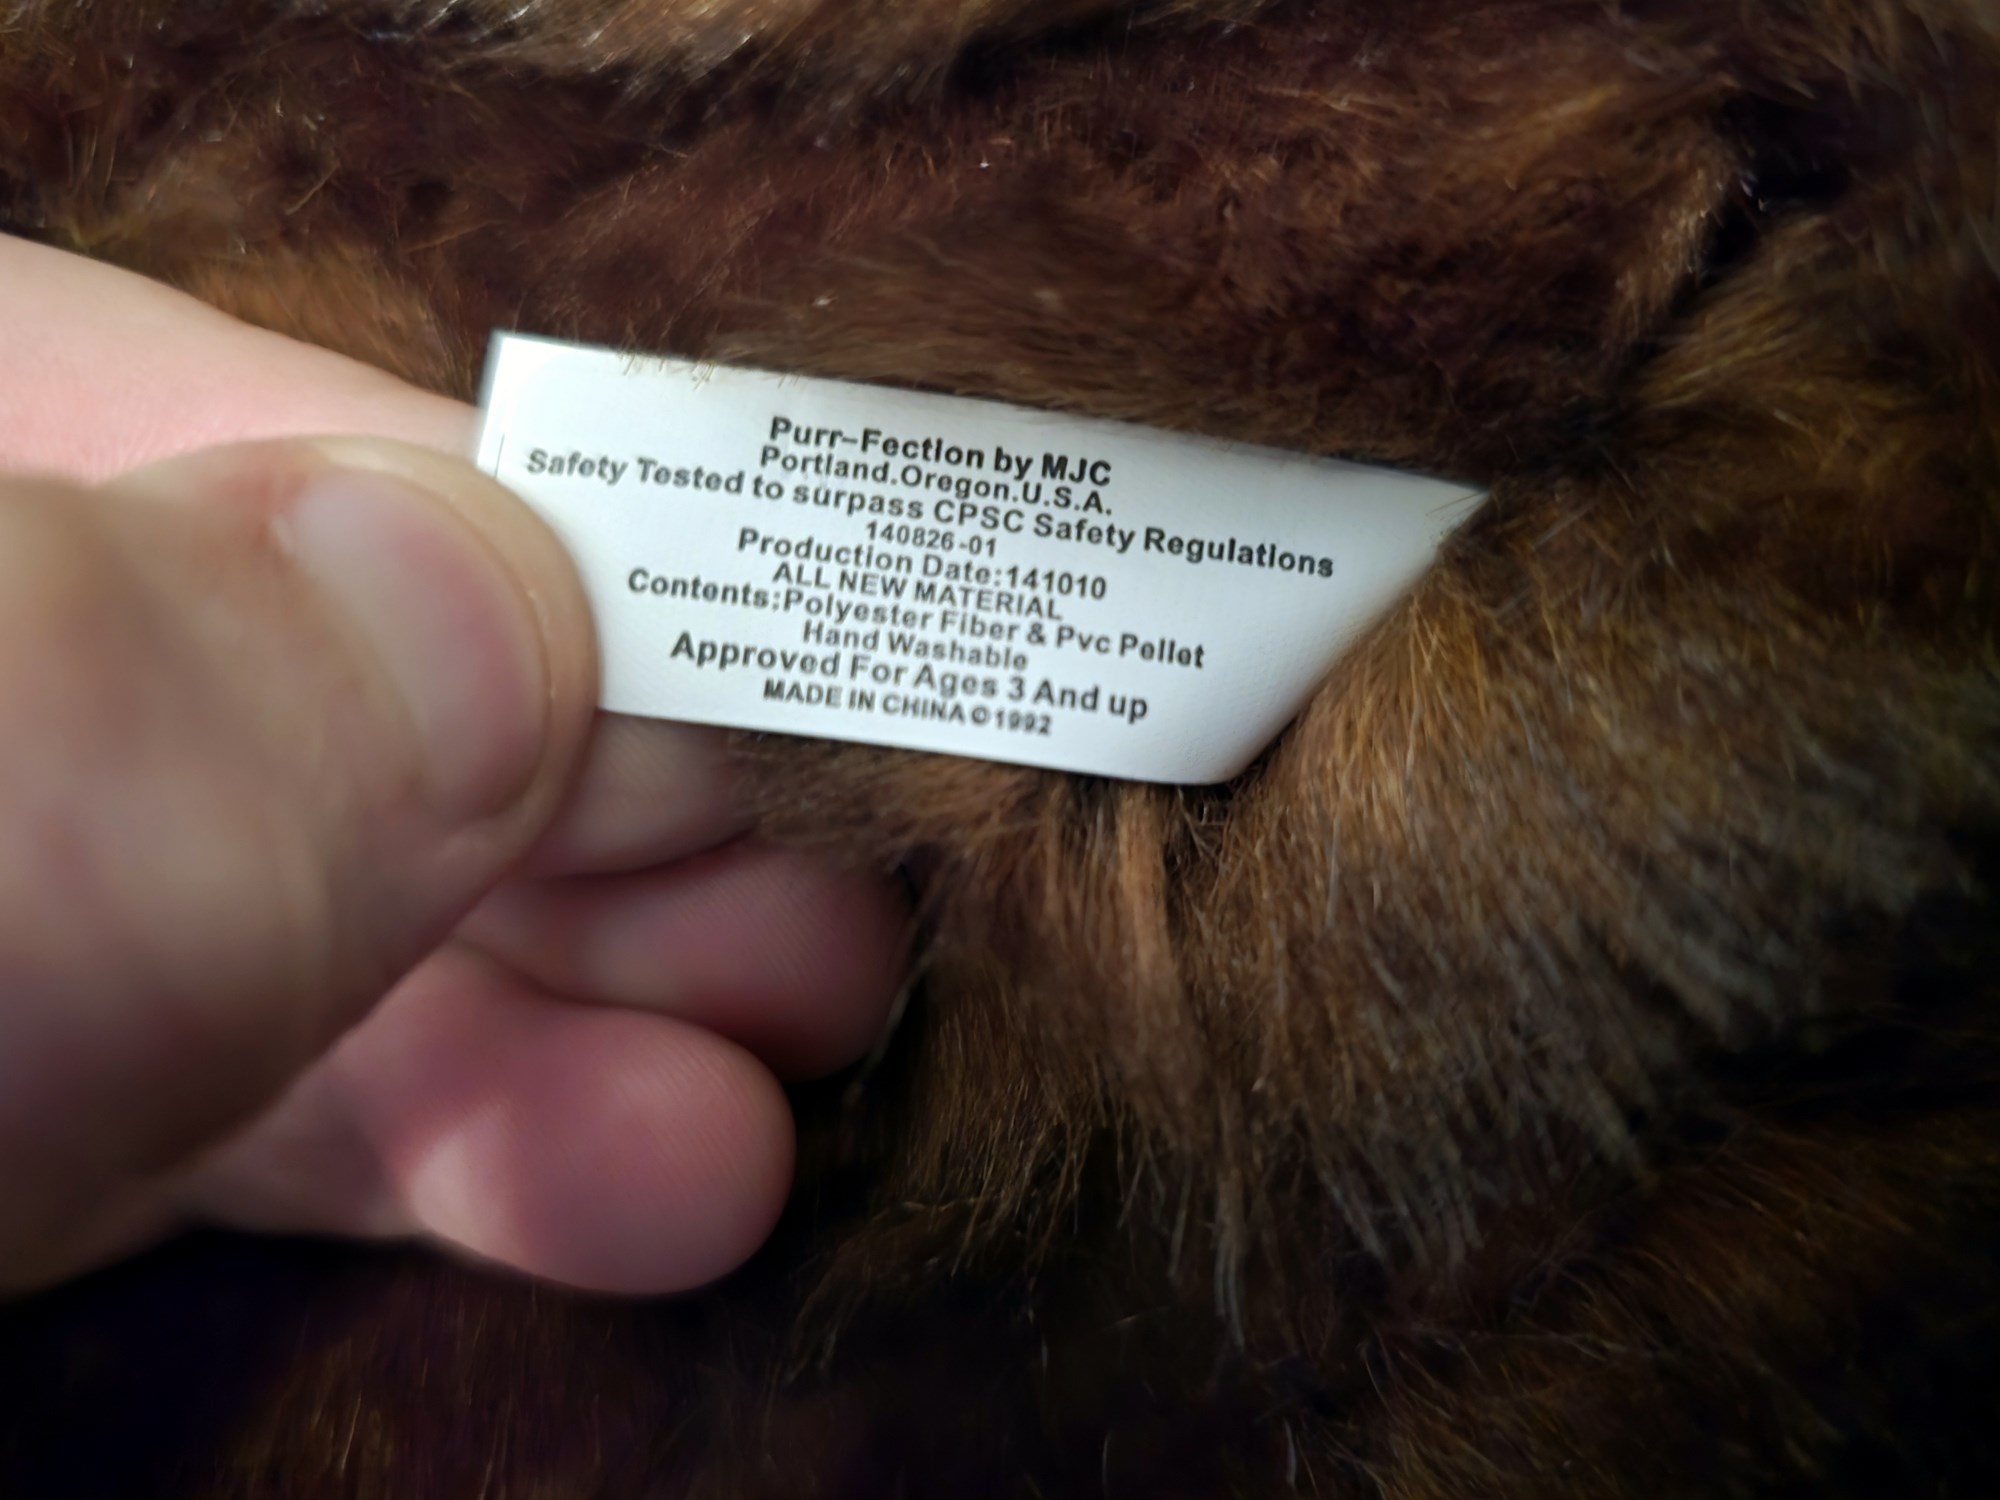 Purr-Fection by MJC
Portland.Oregon.U.S.A.
Safety Tested to surpass CPSC Safety Regulations
140826-01
Production Date:141010
ALL NEW MATERIAL
Contents:Polyester Fiber & Pvc Pellet
Hand Washable
Approved For Ages 3 And up
MADE IN CHINA©1992